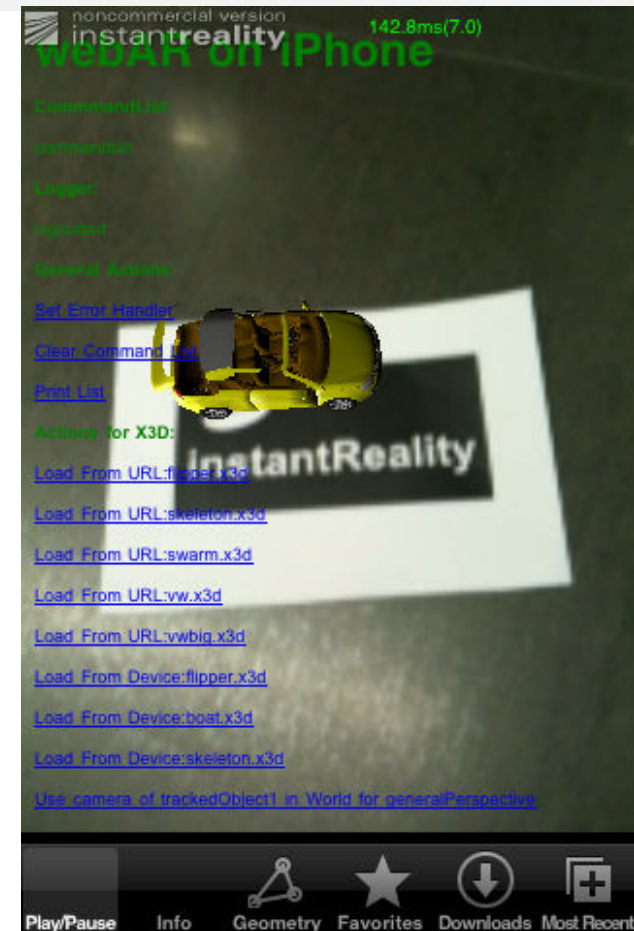 noncommercial version
instantreality
142.8ms(7.0)
webAR on iPhone
CommmandList:
commandlist
Logger:
logoutput
General Actions:
Set Error Handler
Clear Command List
Print List
Actions for X3D:
instantReality
Load From URL:flipper.x3d
Load From URL:skeleton.x3d
Load From URL:swarm.x3d
Load From URL:vw.x3d
Load From URL:vwbig.x3d
Load From Device:flipper.x3d
Load From Device:boat.x3d
Load From Device:skeleton.x3d
Use camera of trackedObject1 in World for generalPerspective
Play/Pause Info Geometry Favorites Downloads Most Recent